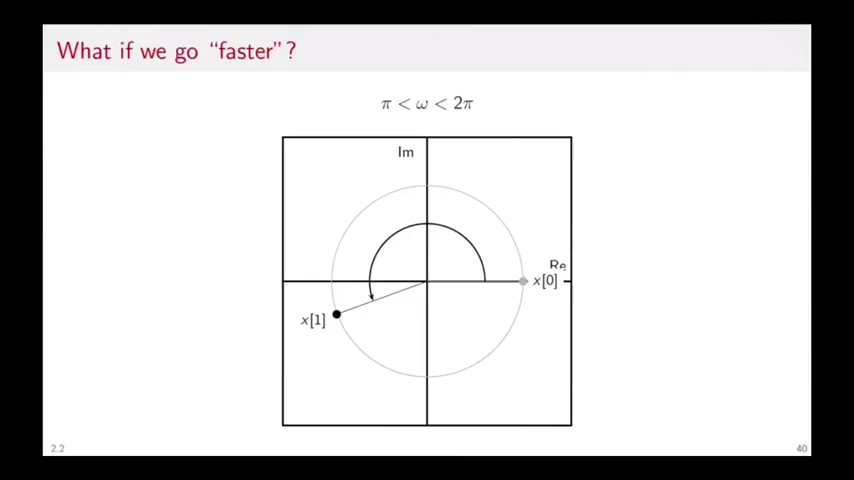 What if we go “faster”?
π < ω < 2π
Im
Re
x[0]
x[1]
2.2
40